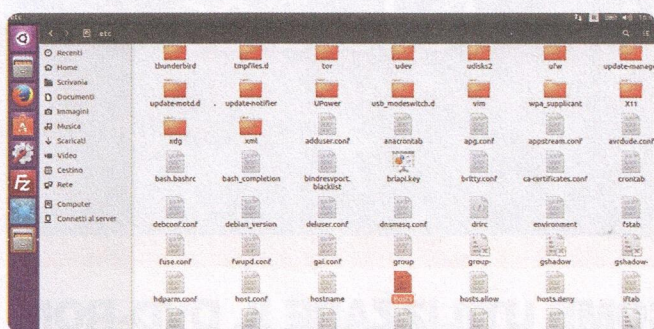 etc
etc
Recenti
Home
Scrivania
Documenti
Immagini
Musica
Scaricati
Video
Cestino
Rete
Computer
Connetti al server
thunderbird tmpfiles.d tor udev udisks2 ufw update-manage
update-motd.d update-notifier UPower usb_modeswitch.d vim wpa_supplicant X11
xdg xml adduser.conf anacrontab apg.conf appstream.conf avrdude.conf
bash.bashrc bash_completion bindresvport.blacklist brlapi.key brltty.conf ca-certificates.conf crontab
debconf.conf debian_version deluser.conf dnsmasq.conf drirc environment fstab
fuse.conf fwupd.conf gai.conf group group- gshadow gshadow-
hdparm.conf host.conf hostname hosts hosts.allow hosts.deny iftab